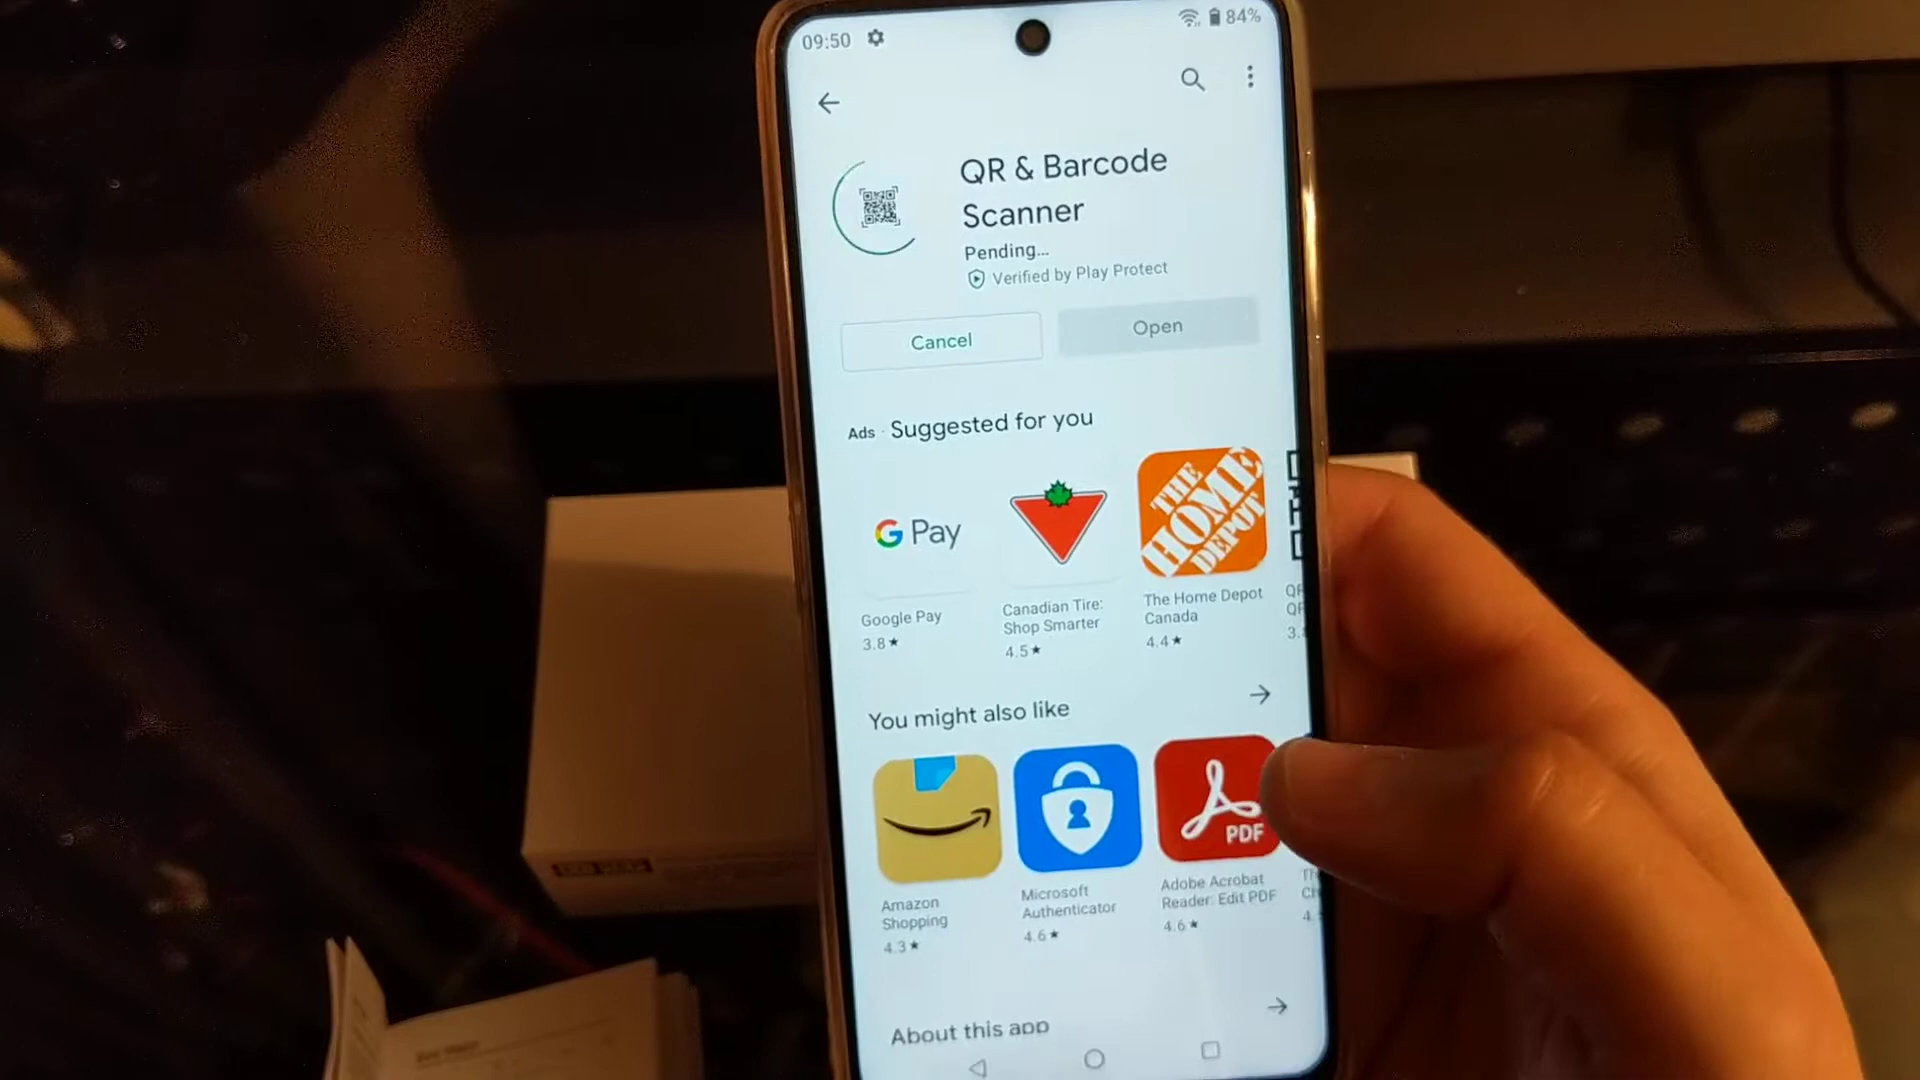 09:50
84%
QR & Barcode
Scanner
Pending...
Verified by Play Protect
Cancel
Open
Ads · Suggested for you
G Pay
THE
HOME
DEPOT
Google Pay
3.8★
Canadian Tire:
Shop Smarter
4.5★
The Home Depot
Canada
4.4★
You might also like
PDF
Amazon
Shopping
4.3★
Microsoft
Authenticator
4.6★
Adobe Acrobat
Reader: Edit PDF
4.6★
About this app